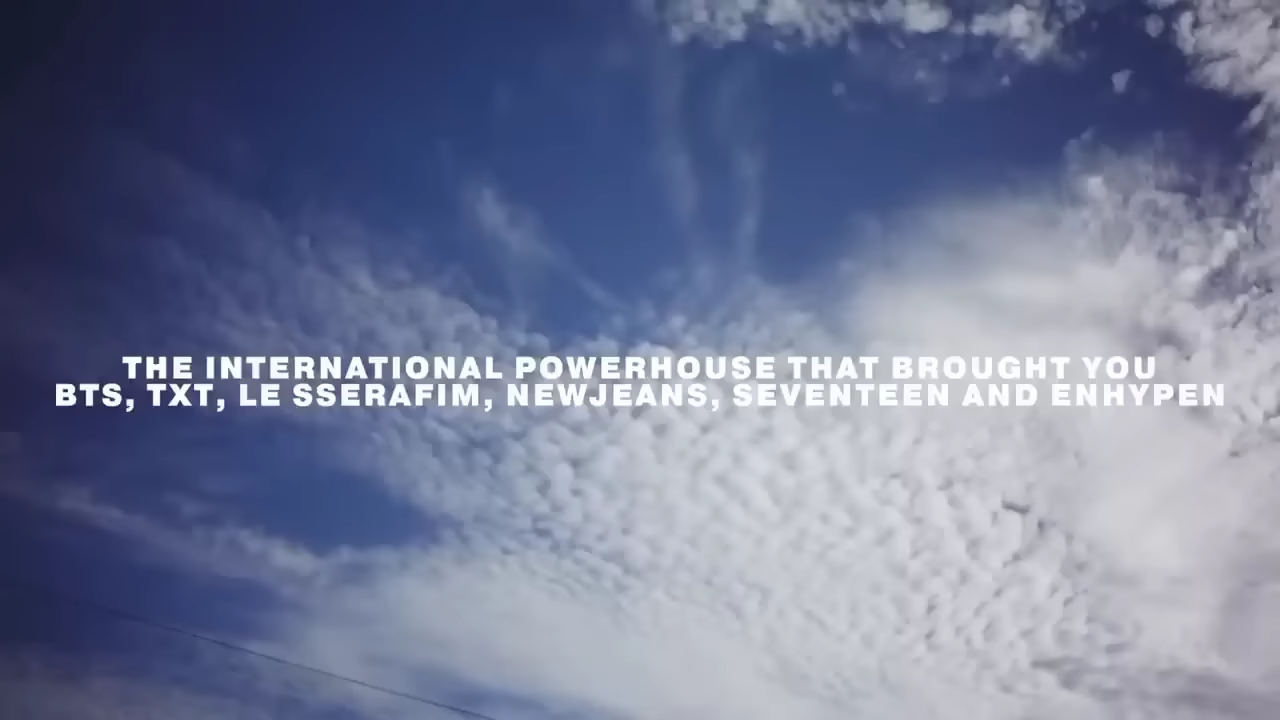 THE INTERNATIONAL POWERHOUSE THAT BROUGHT YOU
BTS, TXT, LE SSERAFIM, NEWJEANS, SEVENTEEN AND ENHYPEN